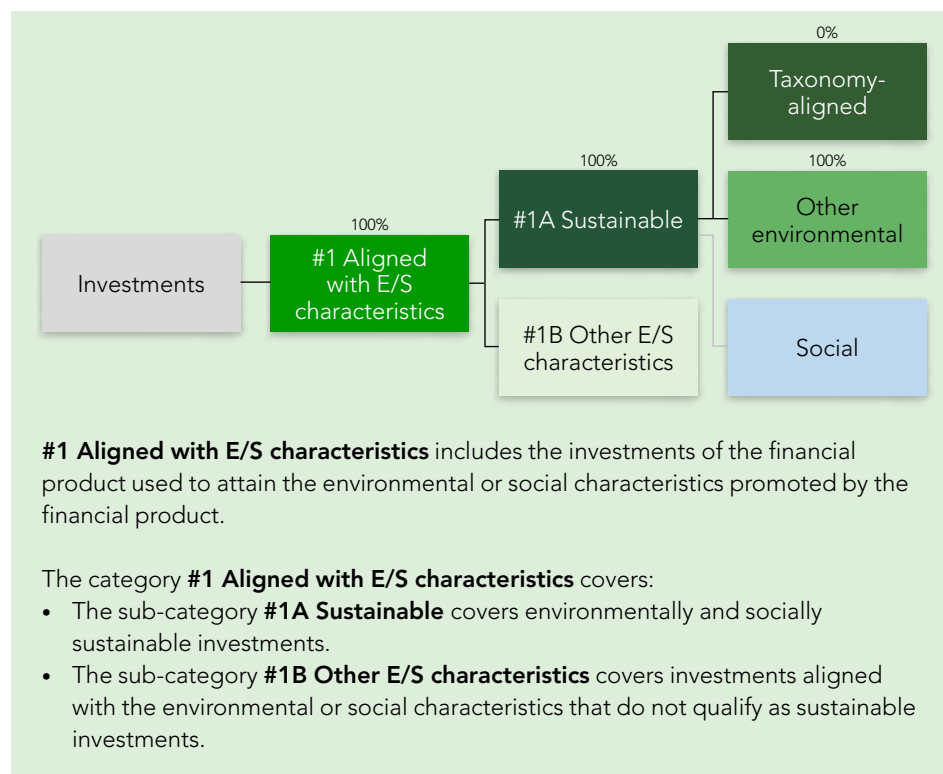 0%
Taxonomy-
aligned
100%
100%
#1A Sustainable
Other
environmental
100%
Investments
#1 Aligned
with E/S
characteristics
#1B Other E/S
characteristics
Social
#1 Aligned with E/S characteristics includes the investments of the financial
product used to attain the environmental or social characteristics promoted by the
financial product.
The category #1 Aligned with E/S characteristics covers:
• The sub-category #1A Sustainable covers environmentally and socially
sustainable investments.
• The sub-category #1B Other E/S characteristics covers investments aligned
with the environmental or social characteristics that do not qualify as sustainable
investments.